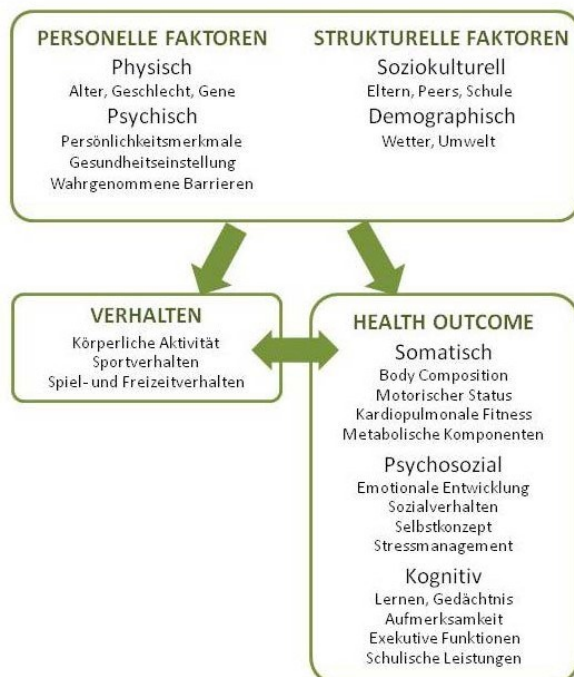 PERSONELLE FAKTOREN
Physisch
Alter, Geschlecht, Gene
Psychisch
Persönlichkeitsmerkmale
Gesundheitseinstellung
Wahrgenommene Barrieren
STRUKTURELLE FAKTOREN
Soziokulturell
Eltern, Peers, Schule
Demographisch
Wetter, Umwelt
VERHALTEN
Körperliche Aktivität
Sportverhalten
Spiel- und Freizeitverhalten
HEALTH OUTCOME
Somatisch
Body Composition
Motorischer Status
Kardiopulmonale Fitness
Metabolische Komponenten
Psychosozial
Emotionale Entwicklung
Sozialverhalten
Selbstkonzept
Stressmanagement
Kognitiv
Lernen, Gedächtnis
Aufmerksamkeit
Exekutive Funktionen
Schulische Leistungen